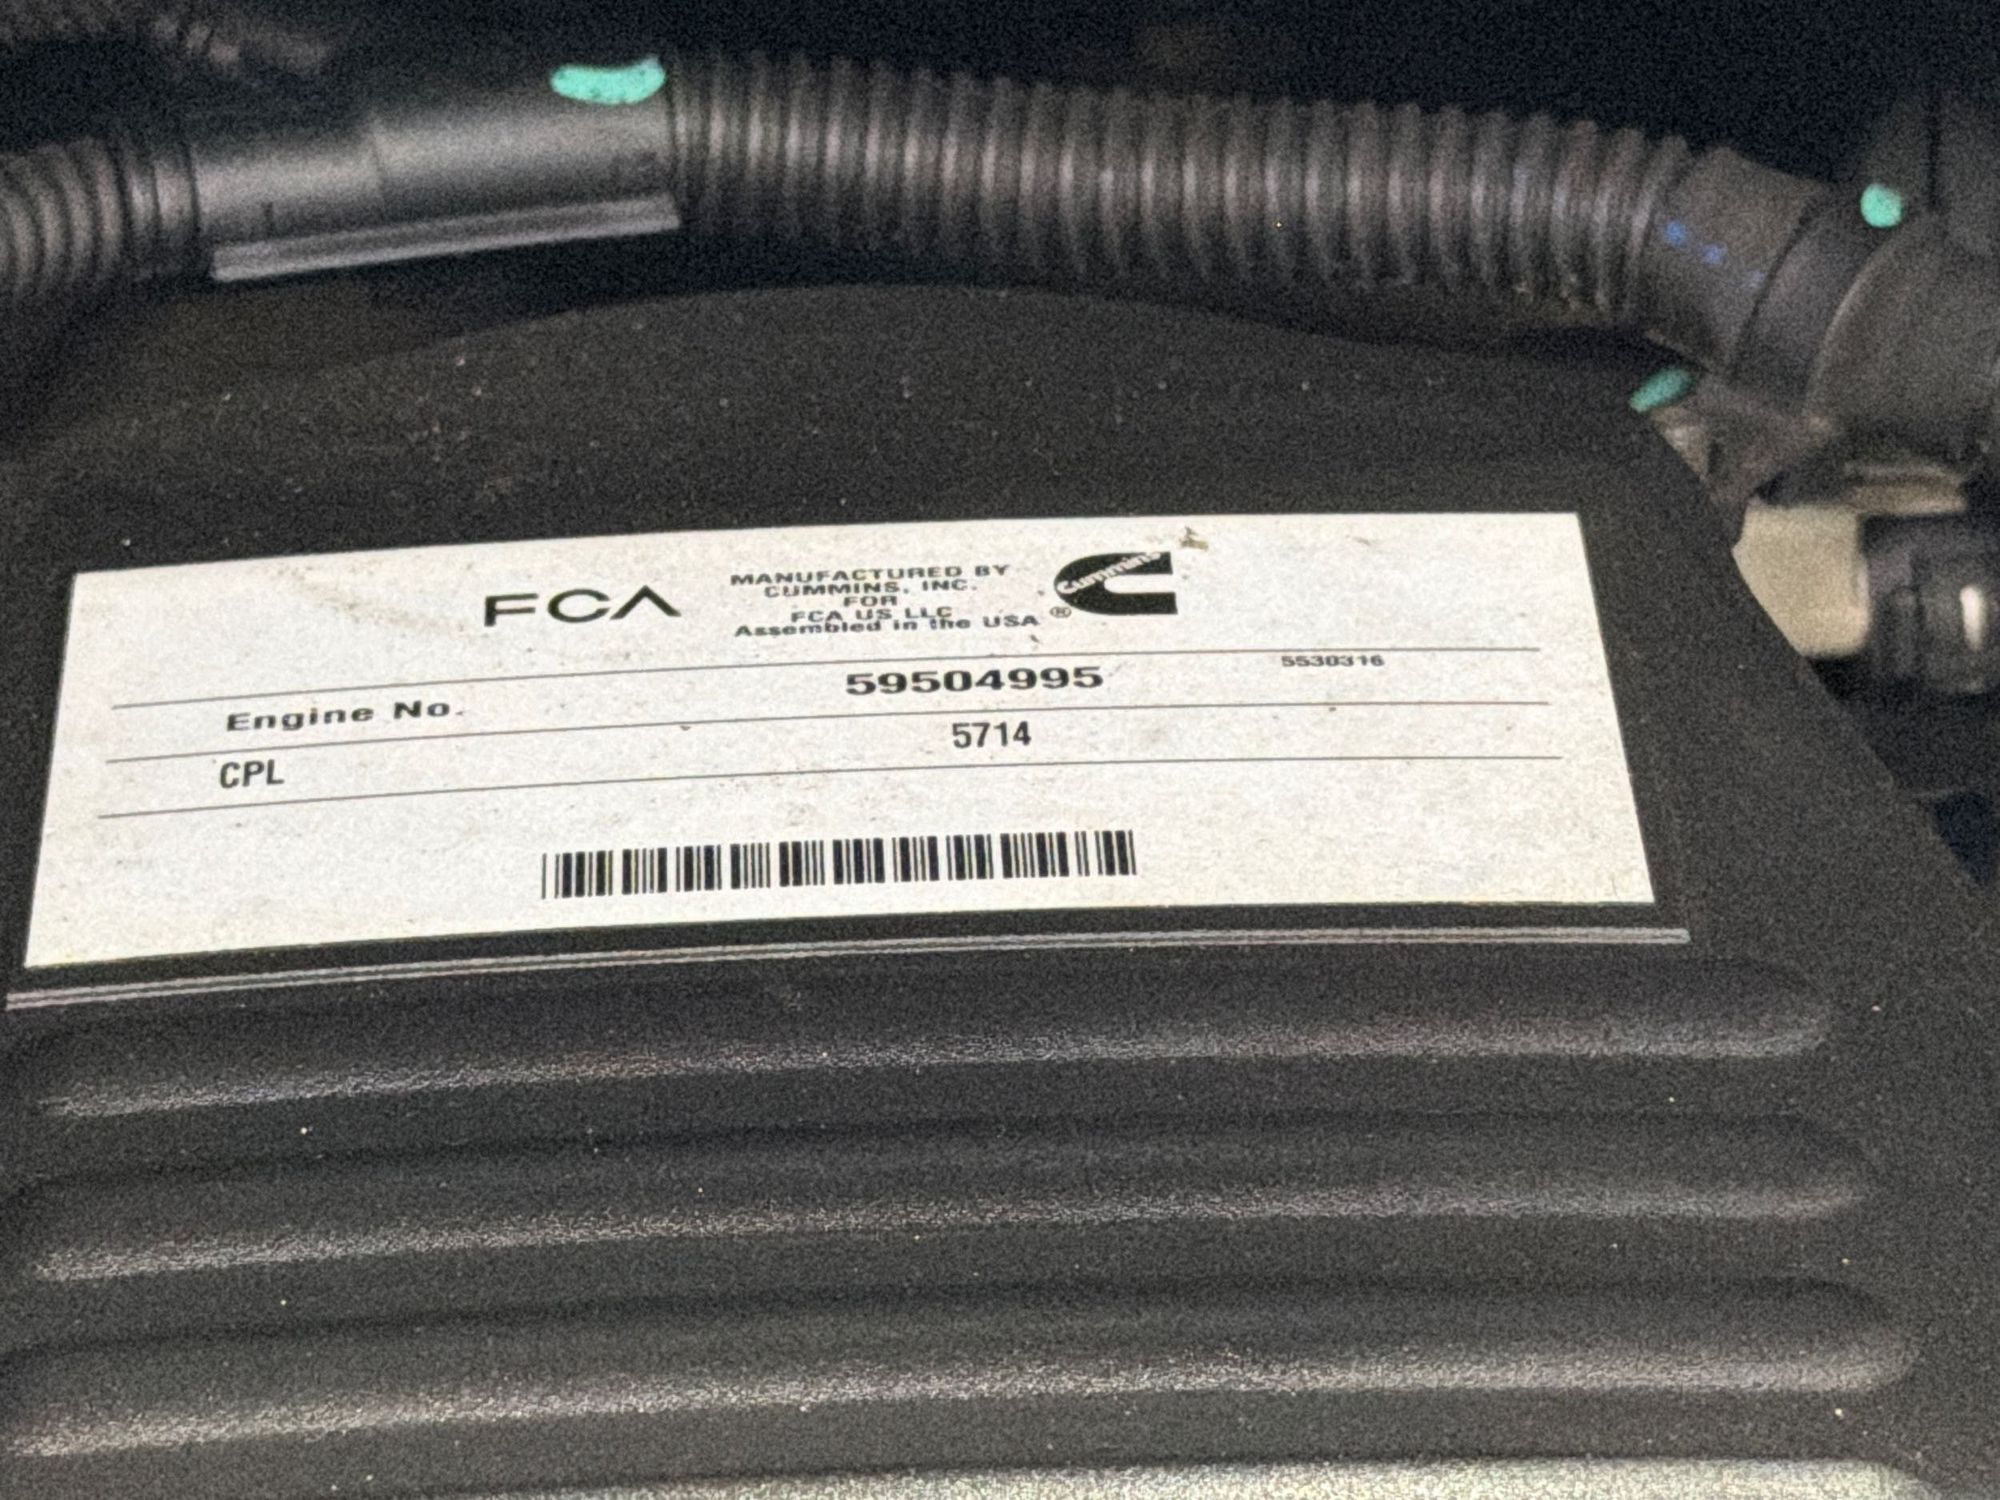 FCA
MANUFACTURED BY
CUMMINS, INC.
FOR
FCA US LLC
Assembled in the USA
Cummins
®
Engine No. 59504995 5530316
CPL 5714